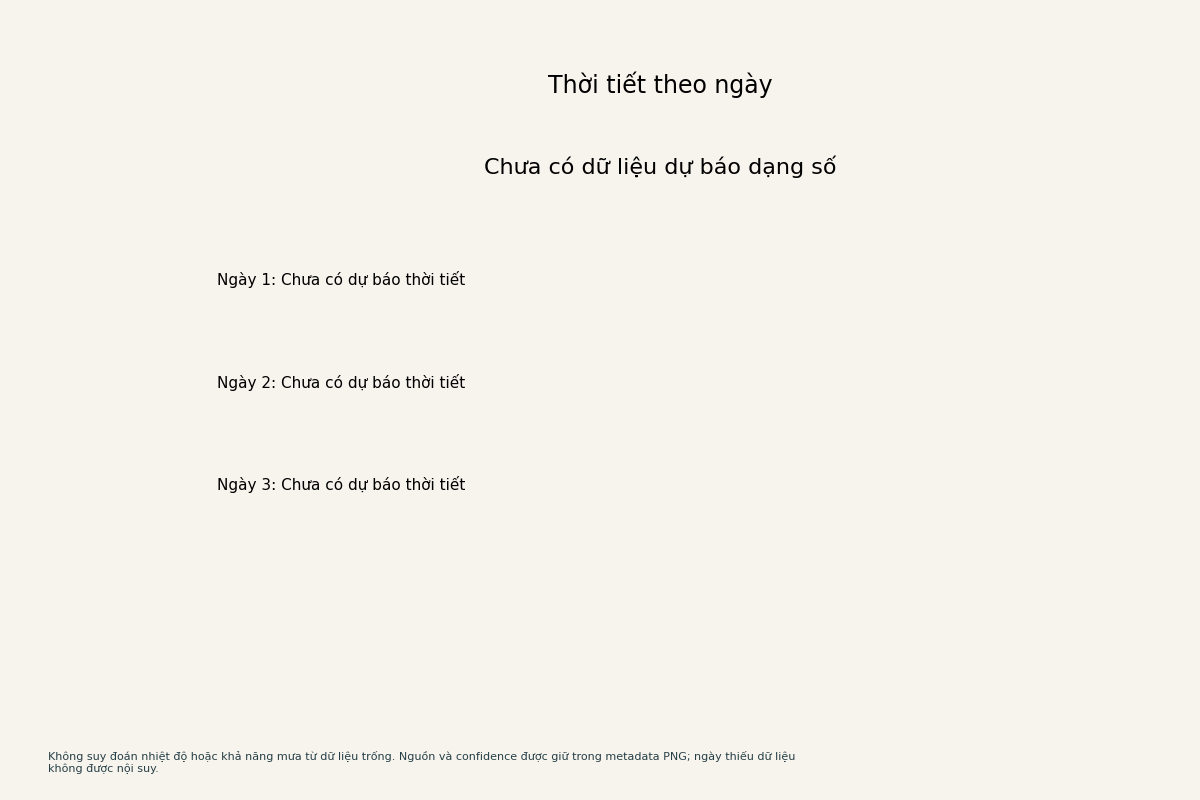 Thời tiết theo ngày
Chưa có dữ liệu dự báo dạng số
Ngày 1: Chưa có dự báo thời tiết
Ngày 2: Chưa có dự báo thời tiết
Ngày 3: Chưa có dự báo thời tiết
Không suy đoán nhiệt độ hoặc khả năng mưa từ dữ liệu trống. Nguồn và confidence được giữ trong metadata PNG; ngày thiếu dữ liệu
không được nội suy.